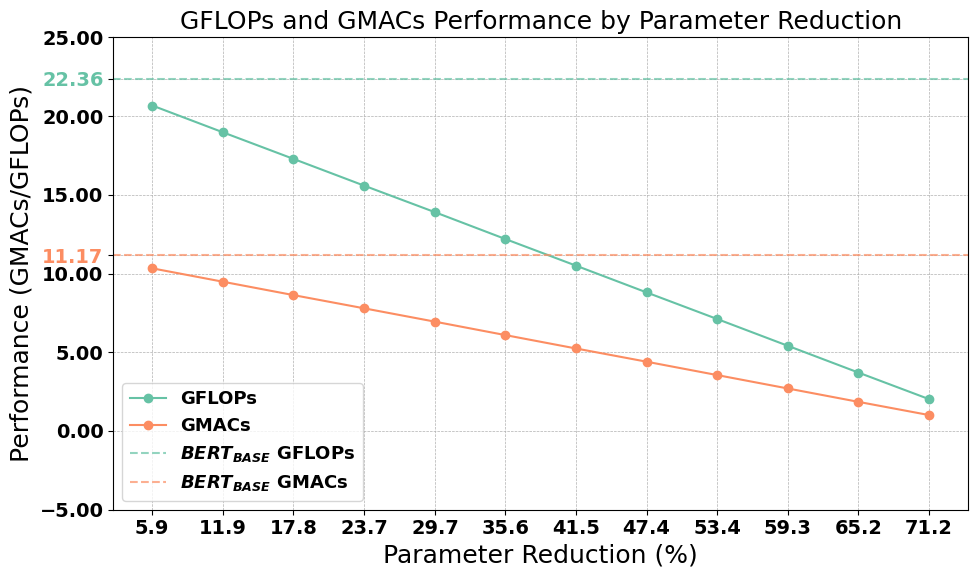 GFLOPs and GMACs Performance by Parameter Reduction
Performance (GMACs/GFLOPs)
25.00
22.36
20.00
15.00
11.17
10.00
5.00
0.00
−5.00
GFLOPs
GMACs
BERT_BASE GFLOPs
BERT_BASE GMACs
5.9 11.9 17.8 23.7 29.7 35.6 41.5 47.4 53.4 59.3 65.2 71.2
Parameter Reduction (%)